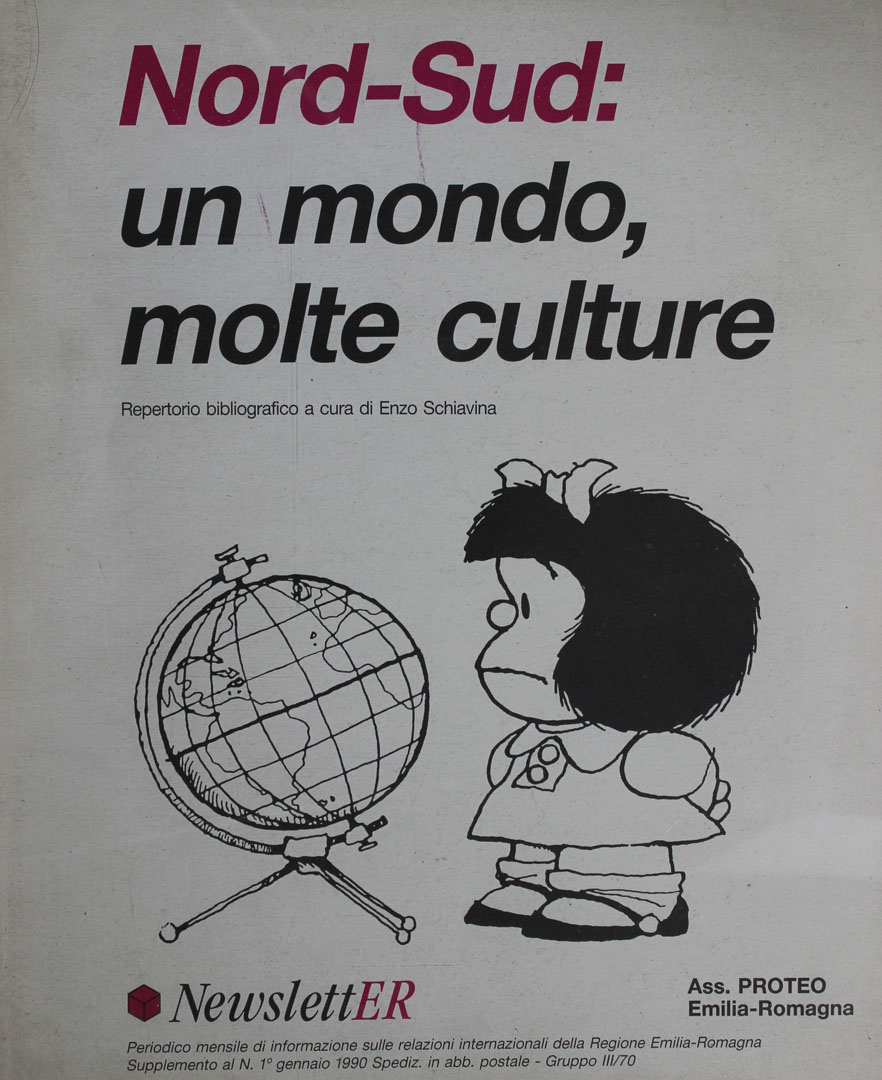 Nord-Sud:
un mondo,
molte culture
Repertorio bibliografico a cura di Enzo Schiavina
NewslettER
Ass. PROTEO
Emilia-Romagna
Periodico mensile di informazione sulle relazioni internazionali della Regione Emilia-Romagna
Supplemento al N. 1° gennaio 1990 Spediz. in abb. postale - Gruppo III/70